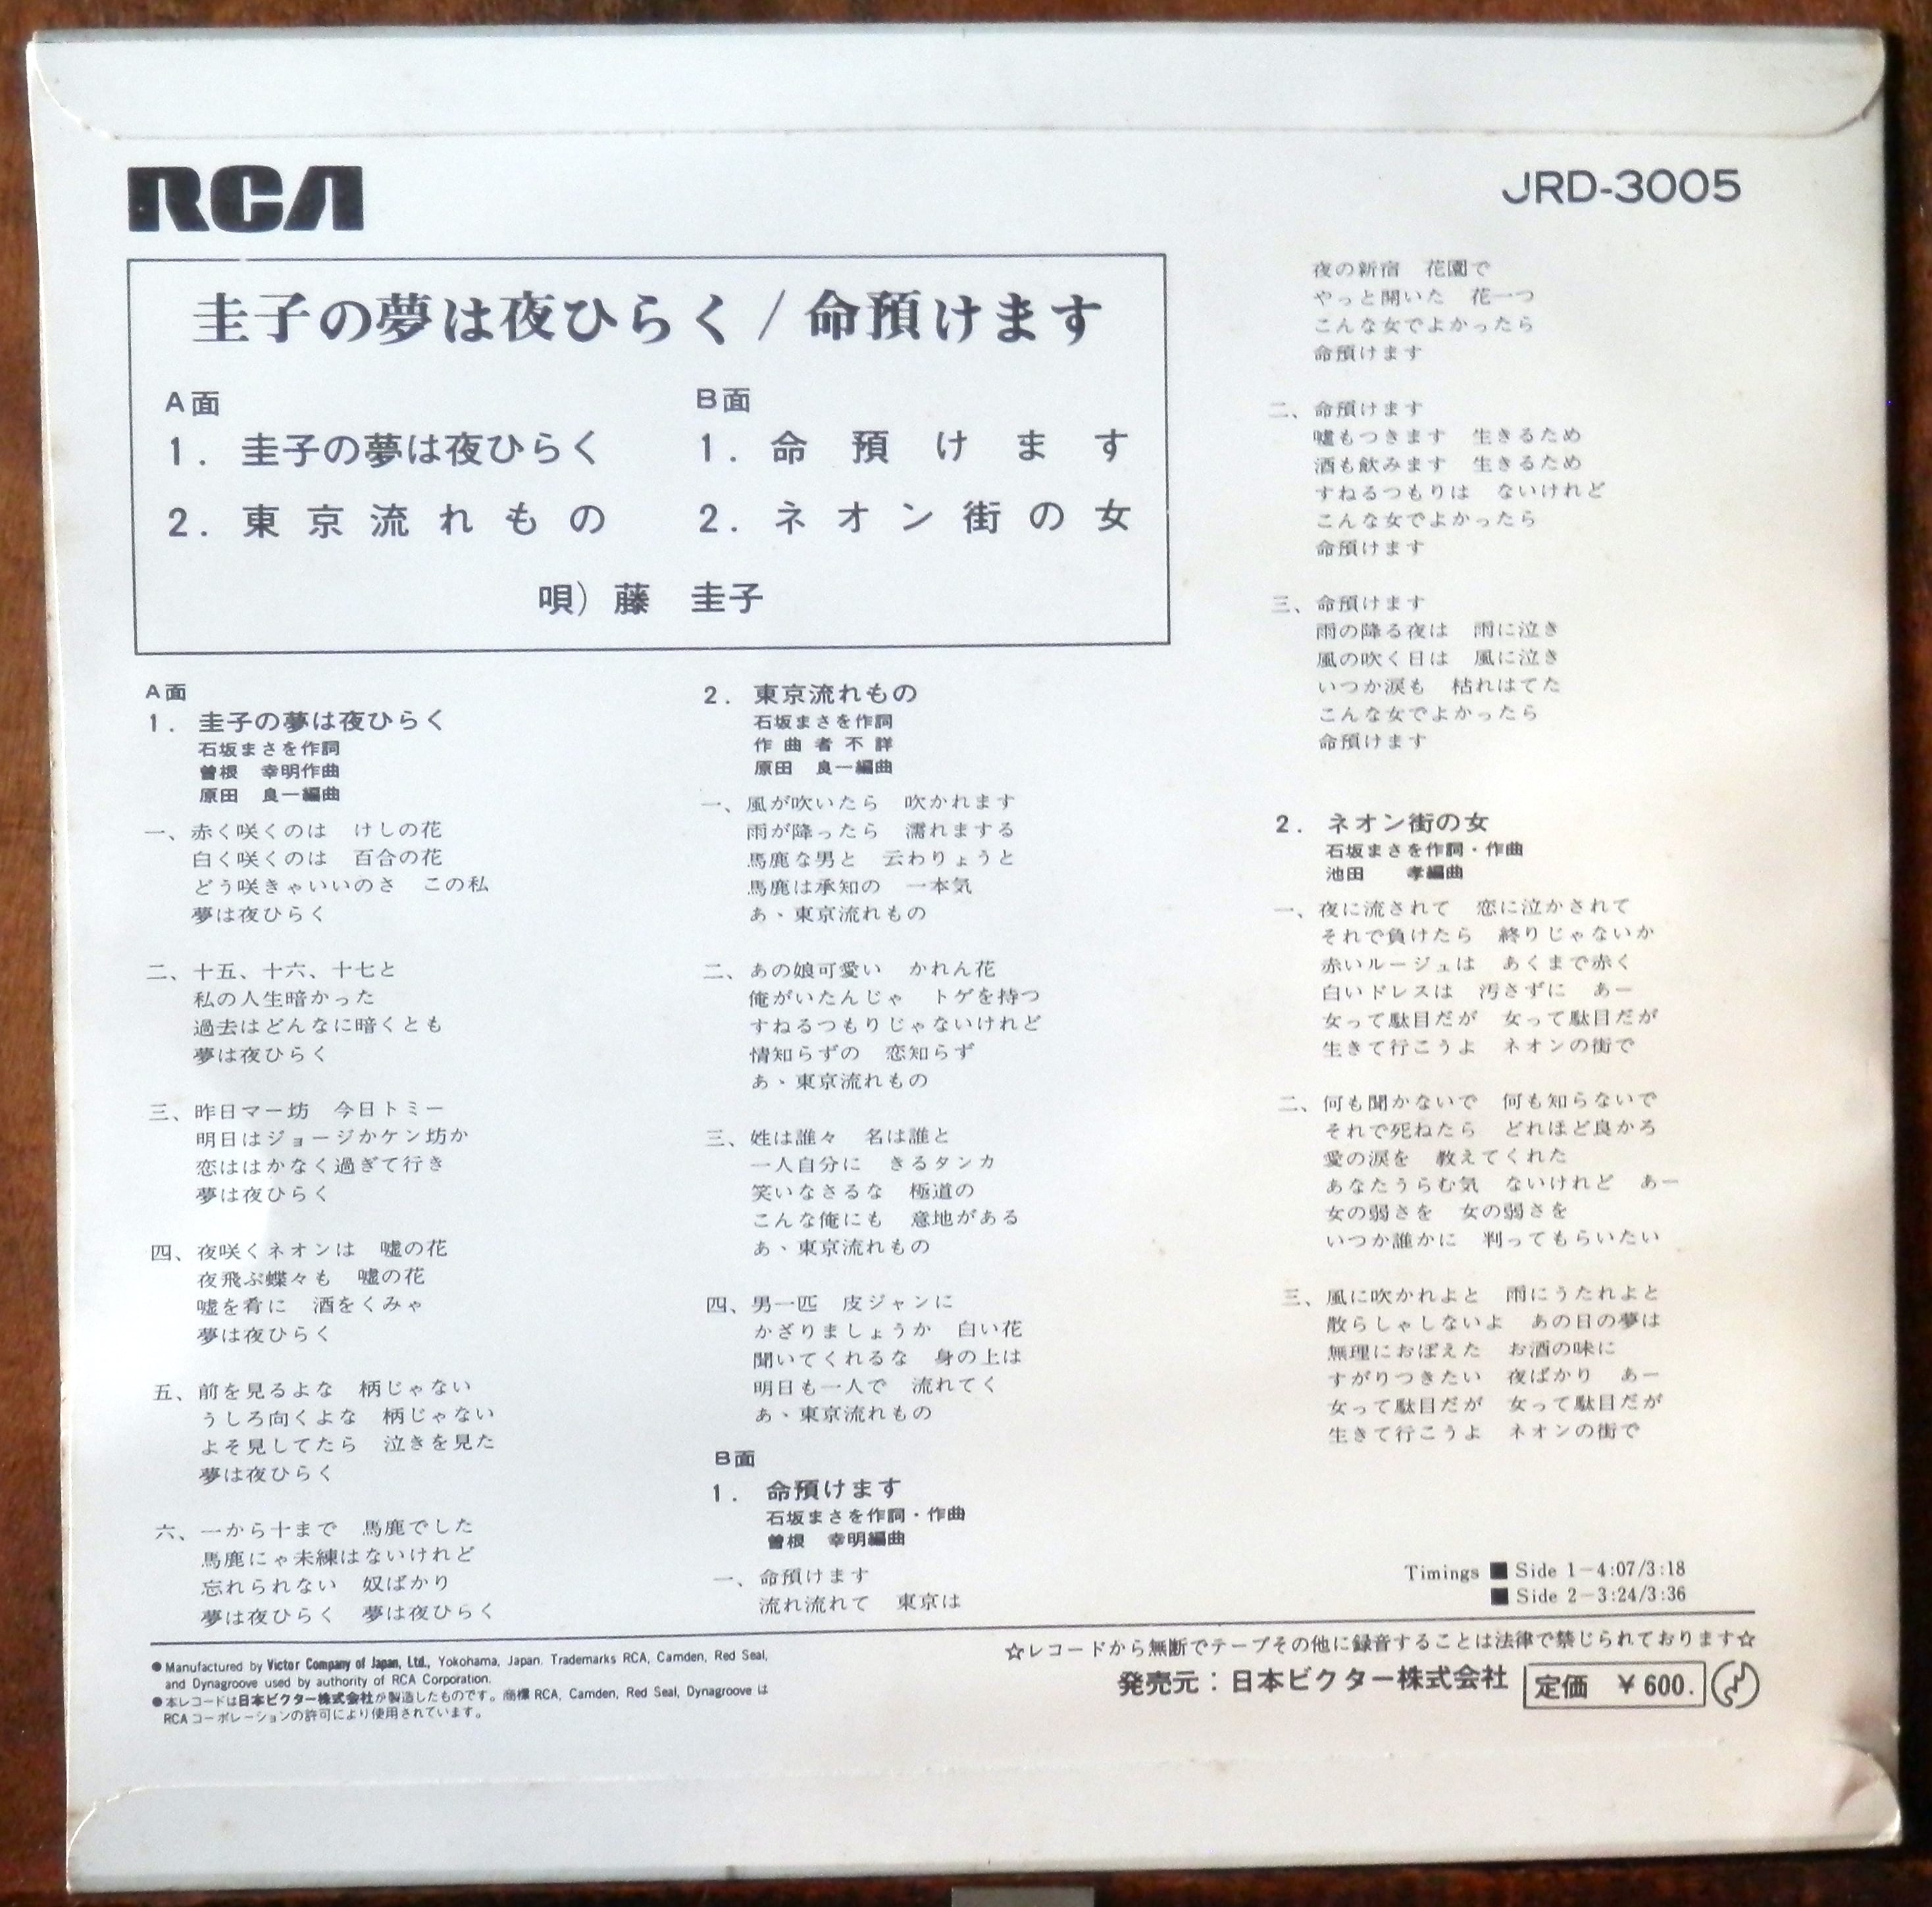 RCA
JRD-3005
圭子の夢は夜ひらく / 命預けます
A面
1. 圭子の夢は夜ひらく
2. 東京流れもの
B面
1. 命預けます
2. ネオン街の女
唄) 藤 圭子
A面
1. 圭子の夢は夜ひらく
石坂まさを作詞
曽根 幸明作曲
原田 良一編曲
一、赤く咲くのは けしの花
白く咲くのは 百合の花
どう咲きゃいいのさ この私
夢は夜ひらく
二、十五、十六、十七と
私の人生暗かった
過去はどんなに暗くとも
夢は夜ひらく
三、昨日マー坊 今日トミー
明日はジョージかケン坊か
恋ははかなく過ぎて行き
夢は夜ひらく
四、夜咲くネオンは 嘘の花
夜飛ぶ蝶々も 嘘の花
嘘を肴に 酒をくみゃ
夢は夜ひらく
五、前を見るよな 柄じゃない
うしろ向くよな 柄じゃない
よそ見してたら 泣きを見た
夢は夜ひらく
六、一から十まで 馬鹿でした
馬鹿にゃ未練はないけれど
忘れられない 奴ばかり
夢は夜ひらく 夢は夜ひらく
2. 東京流れもの
石坂まさを作詞
作曲者不詳
原田 良一編曲
一、風が吹いたら 吹かれます
雨が降ったら 濡れまする
馬鹿な男と 云わりょうと
馬鹿は承知の 一本気
あゝ東京流れもの
二、あの娘可愛い かれん花
俺がいたんじゃ トゲを持つ
すねるつもりじゃないけれど
情知らずの 恋知らず
あゝ東京流れもの
三、姓は誰々 名は誰と
一人自分に きるタンカ
笑いなさるな 極道の
こんな俺にも 意地がある
あゝ東京流れもの
四、男一匹 皮ジャンに
かざりましょうか 白い花
聞いてくれるな 身の上は
明日も一人で 流れてく
あゝ東京流れもの
B面
1. 命預けます
石坂まさを作詞・作曲
曽根 幸明編曲
一、命預けます
流れ流れて 東京は
夜の新宿 花園で
やっと開いた 花一つ
こんな女でよかったら
命預けます
二、命預けます
嘘もつきます 生きるため
酒も飲みます 生きるため
すねるつもりは ないけれど
こんな女でよかったら
命預けます
三、命預けます
雨の降る夜は 雨に泣き
風の吹く日は 風に泣き
いつか涙も 枯れはてた
こんな女でよかったら
命預けます
2. ネオン街の女
石坂まさを作詞・作曲
池田 孝編曲
一、夜に流されて 恋に泣かされて
それで負けたら 終りじゃないか
赤いルージュは あくまで赤く
白いドレスは 汚さずに あー
女って駄目だが 女って駄目だが
生きて行こうよ ネオンの街で
二、何も聞かないで 何も知らないで
それで死ねたら どれほど良かろ
愛の涙を 教えてくれた
あなたうらむ気 ないけれど あー
女の弱さを 女の弱さを
いつか誰かに 判ってもらいたい
三、風に吹かれよと 雨にうたれよと
散らしゃしないよ あの日の夢は
無理におぼえた お酒の味に
すがりつきたい 夜ばかり あー
女って駄目だが 女って駄目だが
生きて行こうよ ネオンの街で
Timings ■ Side 1-4:07/3:18
■ Side 2-3:24/3:36
●Manufactured by Victor Company of Japan, Ltd., Yokohama, Japan. Trademarks RCA, Camden, Red Seal,
and Dynagroove used by authority of RCA Corporation.
●本レコードは日本ビクター株式会社が製造したものです。商標 RCA, Camden, Red Seal, Dynagroove は
RCA コーポレーションの許可により使用されています。
☆レコードから無断でテープその他に録音することは法律で禁じられております☆
発売元：日本ビクター株式会社 定価 ￥600.